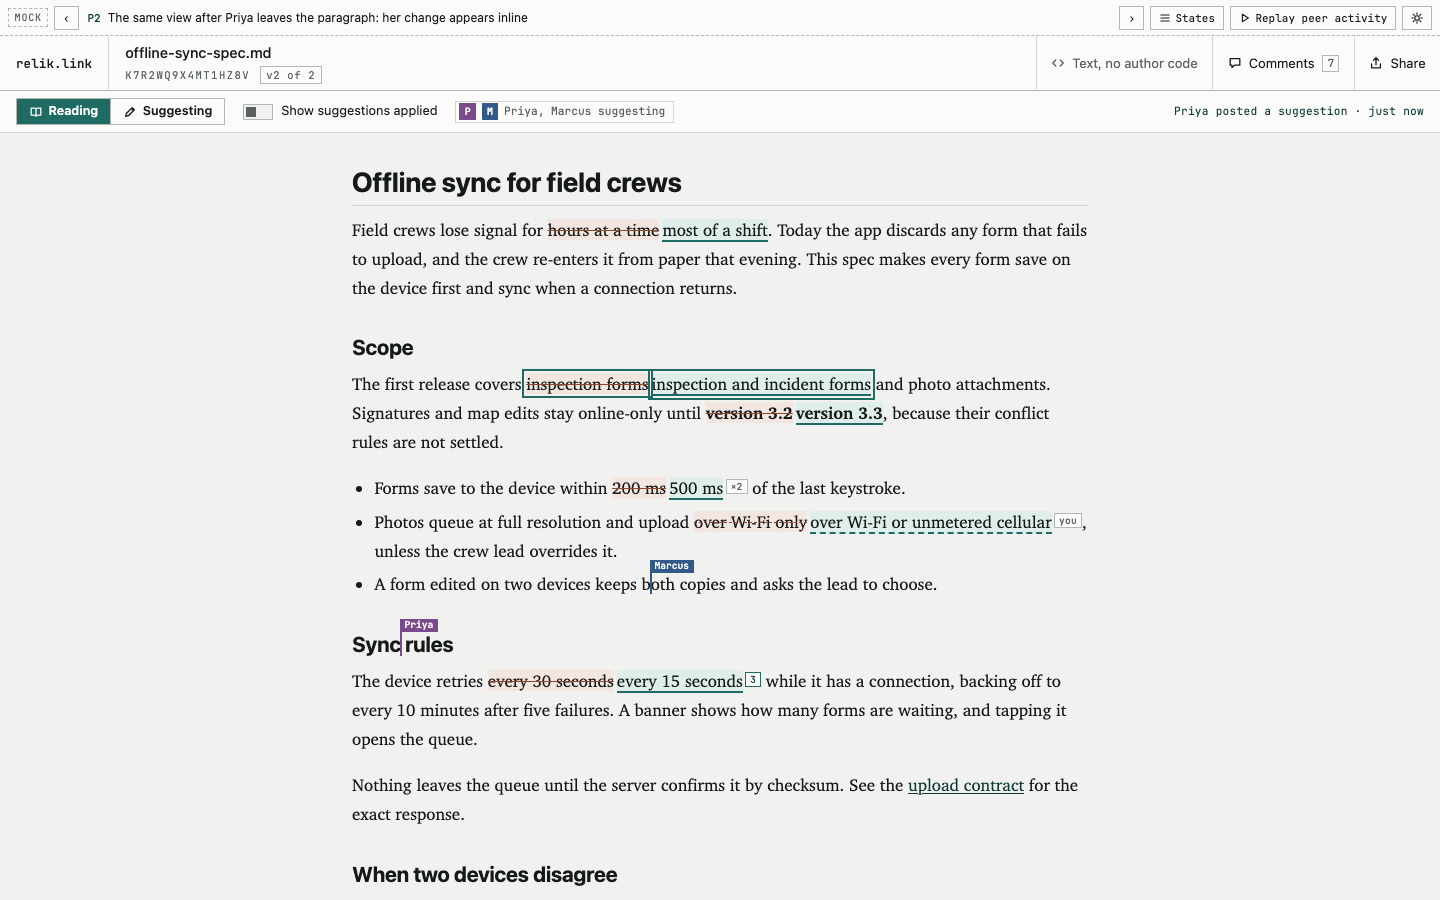 MOCK ‹ P2 The same view after Priya leaves the paragraph: her change appears inline › States Replay peer activity
relik.link
offline-sync-spec.md
K7R2WQ9X4MT1HZ8V v2 of 2
Text, no author code Comments 7 Share
Reading Suggesting Show suggestions applied P M Priya, Marcus suggesting Priya posted a suggestion · just now
Offline sync for field crews
Field crews lose signal for hours at a time most of a shift. Today the app discards any form that fails
to upload, and the crew re-enters it from paper that evening. This spec makes every form save on
the device first and sync when a connection returns.
Scope
The first release covers inspection forms inspection and incident forms and photo attachments.
Signatures and map edits stay online-only until version 3.2 version 3.3, because their conflict
rules are not settled.
• Forms save to the device within 200 ms 500 ms ×2 of the last keystroke.
• Photos queue at full resolution and upload over Wi-Fi only over Wi-Fi or unmetered cellular you,
unless the crew lead overrides it.
Marcus
• A form edited on two devices keeps both copies and asks the lead to choose.
Priya
Sync rules
The device retries every 30 seconds every 15 seconds 3 while it has a connection, backing off to
every 10 minutes after five failures. A banner shows how many forms are waiting, and tapping it
opens the queue.
Nothing leaves the queue until the server confirms it by checksum. See the upload contract for the
exact response.
When two devices disagree